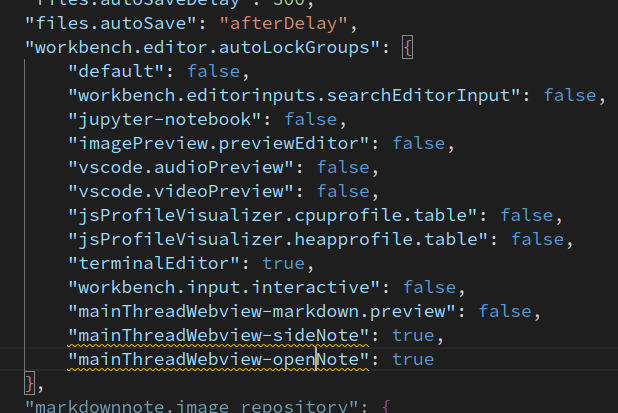 "files.autoSaveDelay": 500,
"files.autoSave": "afterDelay",
"workbench.editor.autoLockGroups": {
"default": false,
"workbench.editorinputs.searchEditorInput": false,
"jupyter-notebook": false,
"imagePreview.previewEditor": false,
"vscode.audioPreview": false,
"vscode.videoPreview": false,
"jsProfileVisualizer.cpuprofile.table": false,
"jsProfileVisualizer.heapprofile.table": false,
"terminalEditor": true,
"workbench.input.interactive": false,
"mainThreadWebview-markdown.preview": false,
"mainThreadWebview-sideNote": true,
"mainThreadWebview-openNote": true
},
"markdownnote.image_repository": {